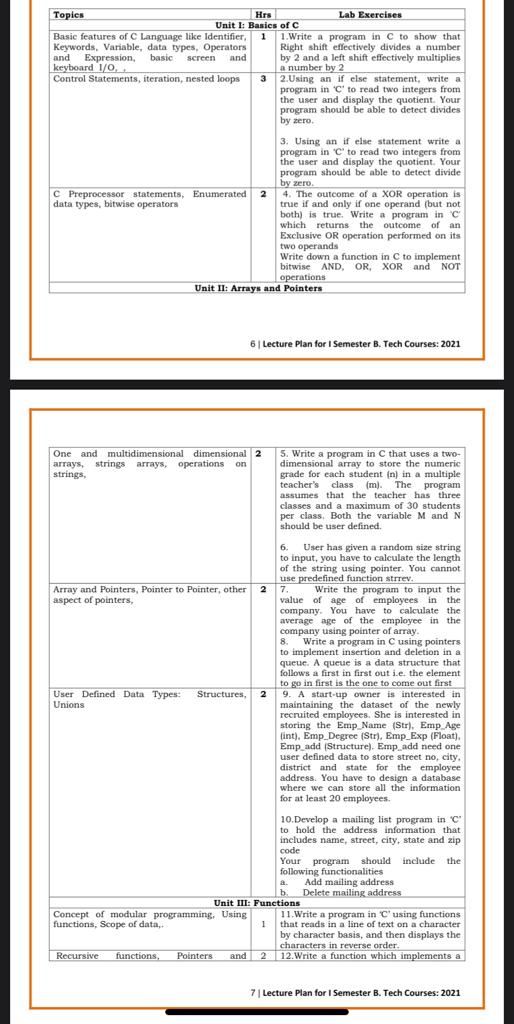 Topics Hrs Lab Exercises
Unit I: Basics of C
Basic features of C Language like Identifier,
Keywords, Variable, data types, Operators
and Expression, basic screen and
keyboard I/O, ,
1
1.Write a program in C to show that
Right shift effectively divides a number
by 2 and a left shift effectively multiplies
a number by 2
Control Statements, iteration, nested loops
3
2.Using an if else statement, write a
program in ‘C’ to read two integers from
the user and display the quotient. Your
program should be able to detect divides
by zero.
3. Using an if else statement write a
program in ‘C’ to read two integers from
the user and display the quotient. Your
program should be able to detect divide
by zero.
C Preprocessor statements, Enumerated
data types, bitwise operators
2
4. The outcome of a XOR operation is
true if and only if one operand (but not
both) is true. Write a program in 'C'
which returns the outcome of an
Exclusive OR operation performed on its
two operands
Write down a function in C to implement
bitwise AND, OR, XOR and NOT
operations
Unit II: Arrays and Pointers
6 | Lecture Plan for I Semester B. Tech Courses: 2021
One and multidimensional dimensional
arrays, strings arrays, operations on
strings,
2
5. Write a program in C that uses a two-
dimensional array to store the numeric
grade for each student (n) in a multiple
teacher’s class (m). The program
assumes that the teacher has three
classes and a maximum of 30 students
per class. Both the variable M and N
should be user defined.
6. User has given a random size string
to input, you have to calculate the length
of the string using pointer. You cannot
use predefined function strrev.
Array and Pointers, Pointer to Pointer, other
aspect of pointers,
2
7. Write the program to input the
value of age of employees in the
company. You have to calculate the
average age of the employee in the
company using pointer of array.
8. Write a program in C using pointers
to implement insertion and deletion in a
queue. A queue is a data structure that
follows a first in first out i.e. the element
to go in first is the one to come out first
User Defined Data Types: Structures,
Unions
2
9. A start-up owner is interested in
maintaining the dataset of the newly
recruited employees. She is interested in
storing the Emp_Name (Str), Emp_Age
(int), Emp_Degree (Str), Emp_Exp (Float),
Emp_add (Structure). Emp_add need one
user defined data to store street no, city,
district and state for the employee
address. You have to design a database
where we can store all the information
for at least 20 employees.
10.Develop a mailing list program in ‘C’
to hold the address information that
includes name, street, city, state and zip
code
Your program should include the
following functionalities
a. Add mailing address
b. Delete mailing address
Unit III: Functions
Concept of modular programming, Using
functions, Scope of data,.
1
11.Write a program in ‘C’ using functions
that reads in a line of text on a character
by character basis, and then displays the
characters in reverse order.
Recursive functions, Pointers and
2
12.Write a function which implements a
7 | Lecture Plan for I Semester B. Tech Courses: 2021